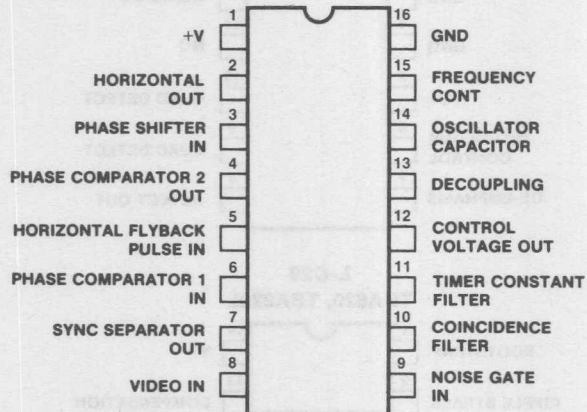 1
+V
2
HORIZONTAL
OUT
3
PHASE SHIFTER
IN
4
PHASE COMPARATOR 2
OUT
5
HORIZONTAL FLYBACK
PULSE IN
6
PHASE COMPARATOR 1
IN
7
SYNC SEPARATOR
OUT
8
VIDEO IN
16
GND
15
FREQUENCY
CONT
14
OSCILLATOR
CAPACITOR
13
DECOUPLING
12
CONTROL
VOLTAGE OUT
11
TIMER CONSTANT
FILTER
10
COINCIDENCE
FILTER
9
NOISE GATE
IN